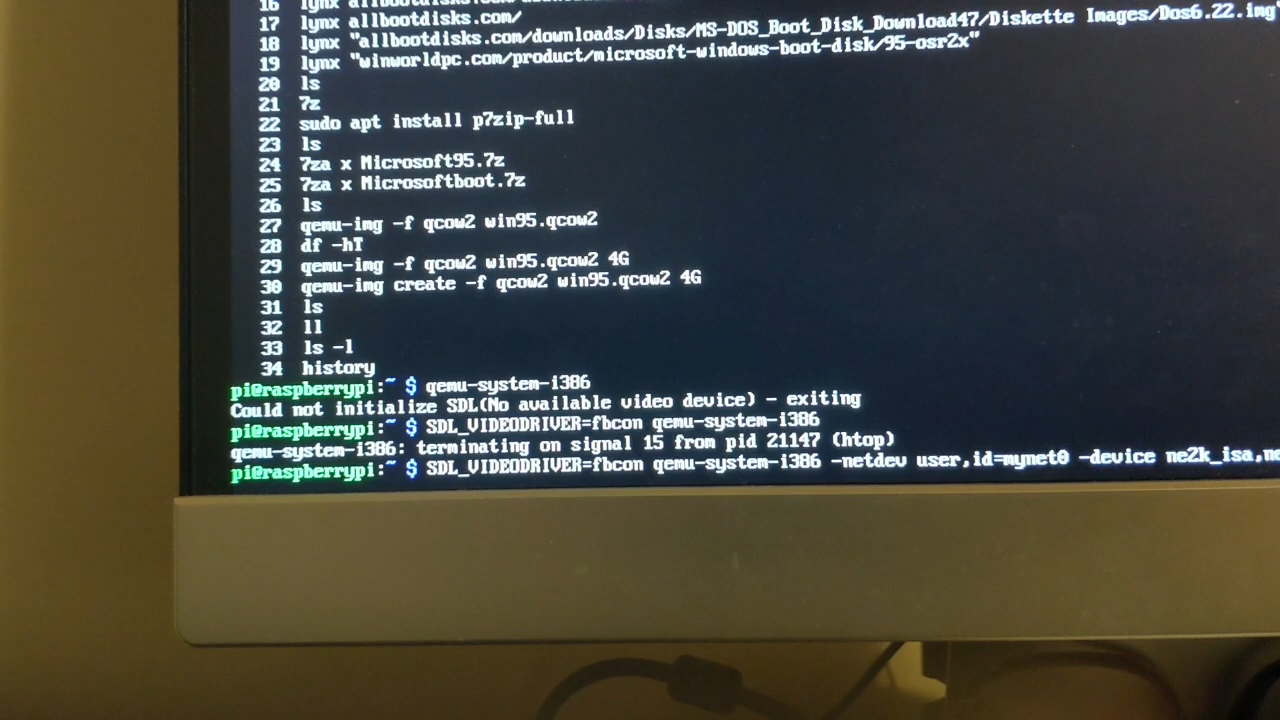 16 lynx
17 lynx allbootdisks.com/
18 lynx "allbootdisks.com/downloads/Disks/MS-DOS_Boot_Disk_Download47/Diskette Images/Dos6.22.img"
19 lynx "winworldpc.com/product/microsoft-windows-boot-disk/95-osr2x"
20 ls
21 7z
22 sudo apt install p7zip-full
23 ls
24 7za x Microsoft95.7z
25 7za x Microsoftboot.7z
26 ls
27 qemu-img -f qcow2 win95.qcow2
28 df -hT
29 qemu-img -f qcow2 win95.qcow2 4G
30 qemu-img create -f qcow2 win95.qcow2 4G
31 ls
32 ll
33 ls -l
34 history
pi@raspberrypi:~ $ qemu-system-i386
Could not initialize SDL(No available video device) - exiting
pi@raspberrypi:~ $ SDL_VIDEODRIVER=fbcon qemu-system-i386
qemu-system-i386: terminating on signal 15 from pid 21147 (htop)
pi@raspberrypi:~ $ SDL_VIDEODRIVER=fbcon qemu-system-i386 -netdev user,id=mynet0 -device ne2k_isa,ne